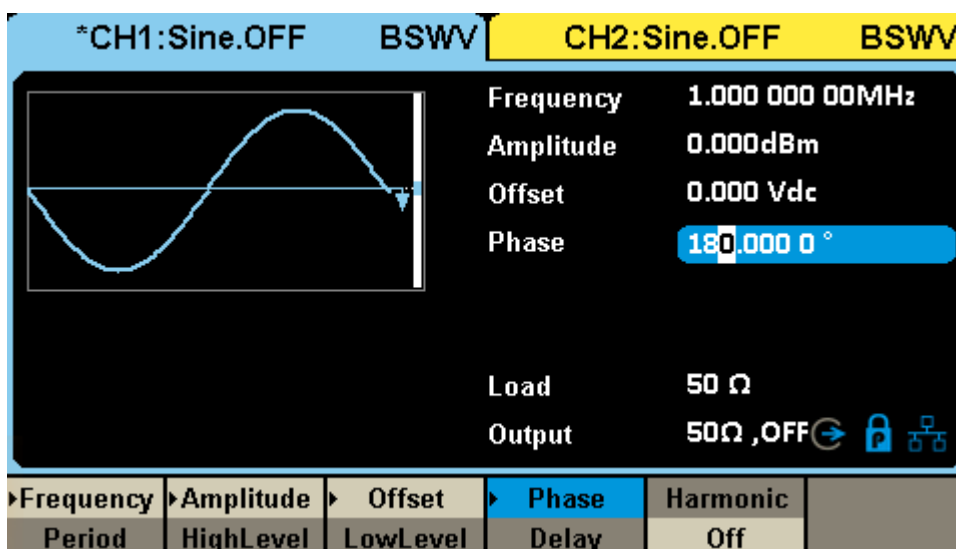 *CH1:Sine.OFF BSWV
CH2:Sine.OFF BSWV
Frequency 1.000 000 00MHz
Amplitude 0.000dBm
Offset 0.000 Vdc
Phase 180.000 0 °
Load 50 Ω
Output 50Ω ,OFF P
Frequency Amplitude Offset Phase Harmonic
Period HighLevel LowLevel Delay Off